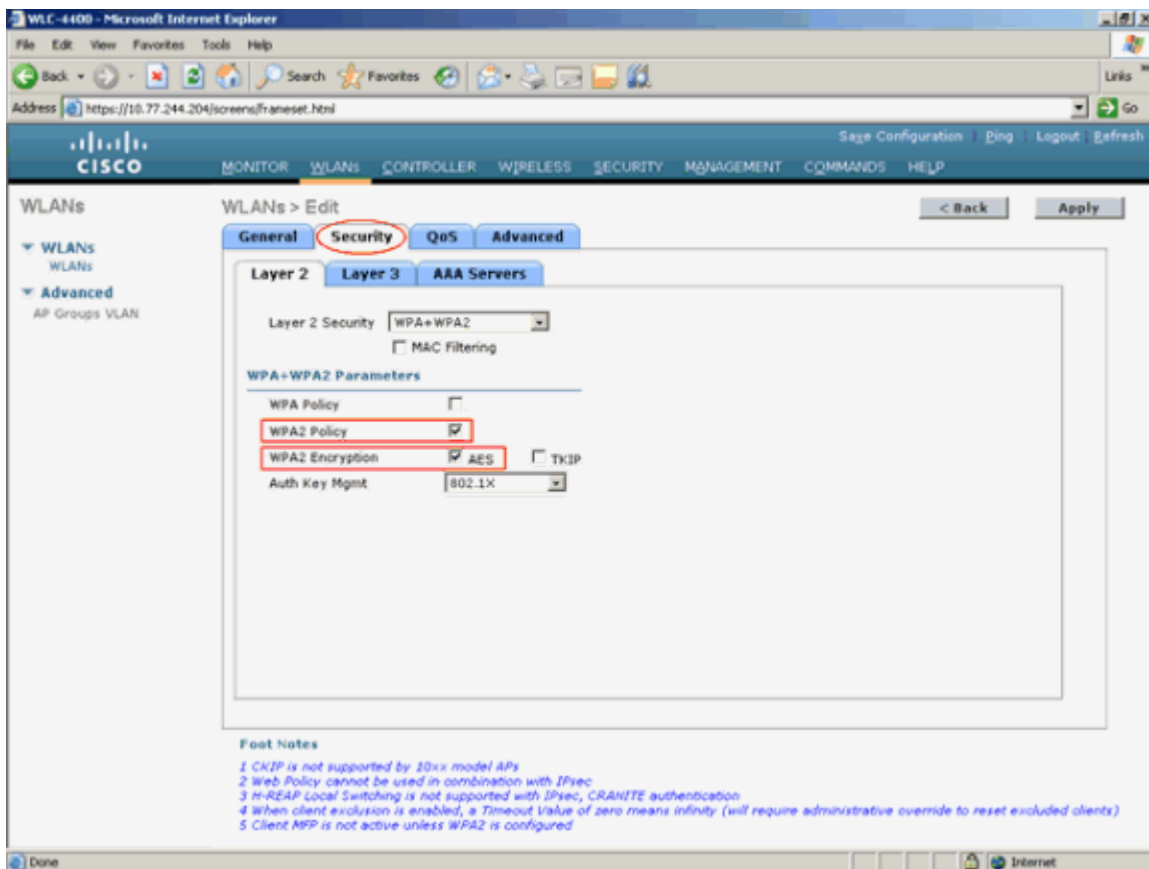 WLC-4400 - Microsoft Internet Explorer
File Edit View Favorites Tools Help
Back Search Favorites Links
Address https://10.77.244.204/screens/frameset.html Go
Save Configuration Ping Logout Refresh
CISCO MONITOR WLANs CONTROLLER WIRELESS SECURITY MANAGEMENT COMMANDS HELP
WLANs WLANs > Edit < Back Apply
General Security QoS Advanced
WLANs
WLANs
Advanced
AP Groups VLAN
Layer 2 Layer 3 AAA Servers
Layer 2 Security WPA+WPA2
MAC Filtering
WPA+WPA2 Parameters
WPA Policy
WPA2 Policy
WPA2 Encryption AES TKIP
Auth Key Mgmt 802.1X
Foot Notes
1 CKIP is not supported by 10xx model APs
2 Web Policy cannot be used in combination with IPsec
3 H-REAP Local Switching is not supported with IPsec, CRANITE authentication
4 When client exclusion is enabled, a Timeout Value of zero means infinity (will require administrative override to reset excluded clients)
5 Client MFP is not active unless WPA2 is configured
Done Internet